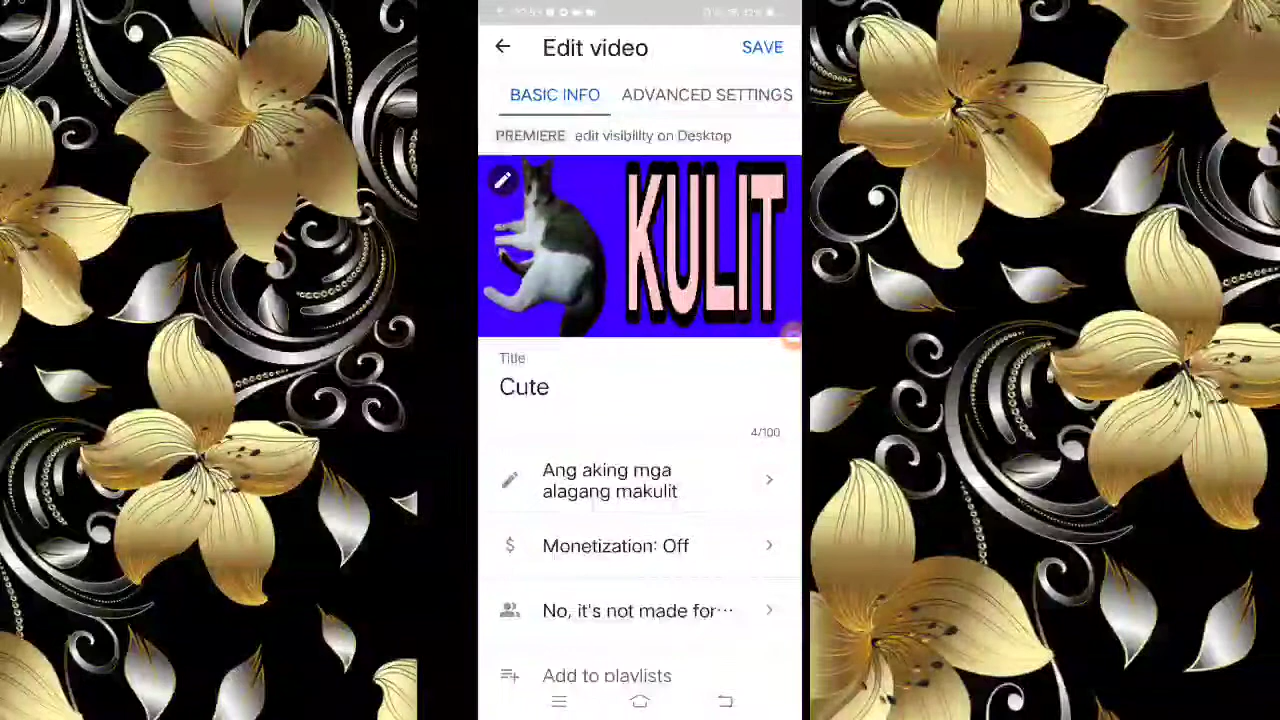 Edit video
SAVE
BASIC INFO
ADVANCED SETTINGS
PREMIERE edit visibility on Desktop
KULIT
Title
Cute
4/100
Ang aking mga
alagang makulit
$
Monetization: Off
No, it's not made for···
Add to playlists